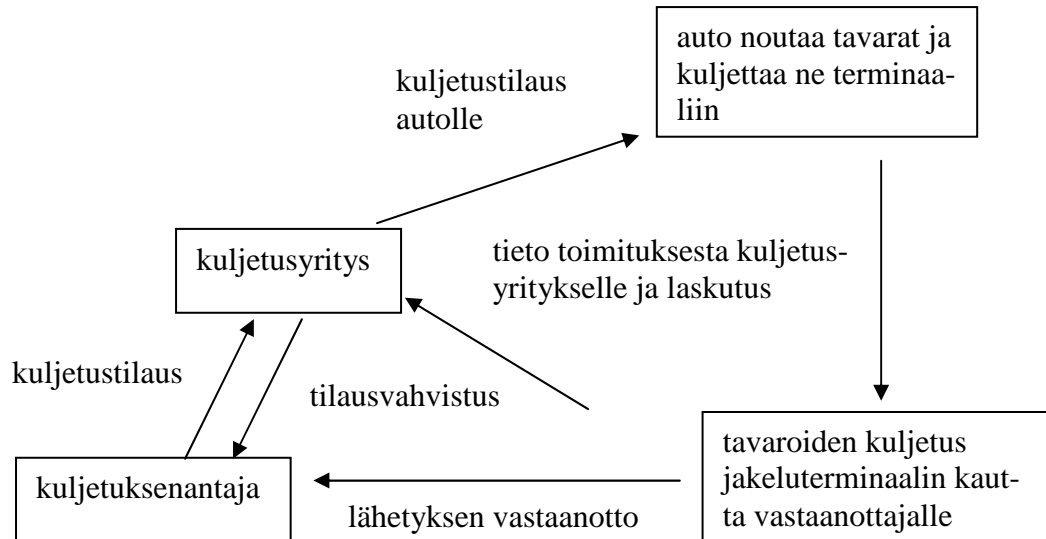 auto noutaa tavarat ja
kuljettaa ne terminaa-
liin
kuljetustilaus
autolle
kuljetusyritys
tieto toimituksesta kuljetus-
yritykselle ja laskutus
kuljetustilaus
tilausvahvistus
kuljetuksenantaja
lähetyksen vastaanotto
tavaroiden kuljetus
jakeluterminaalin kaut-
ta vastaanottajalle